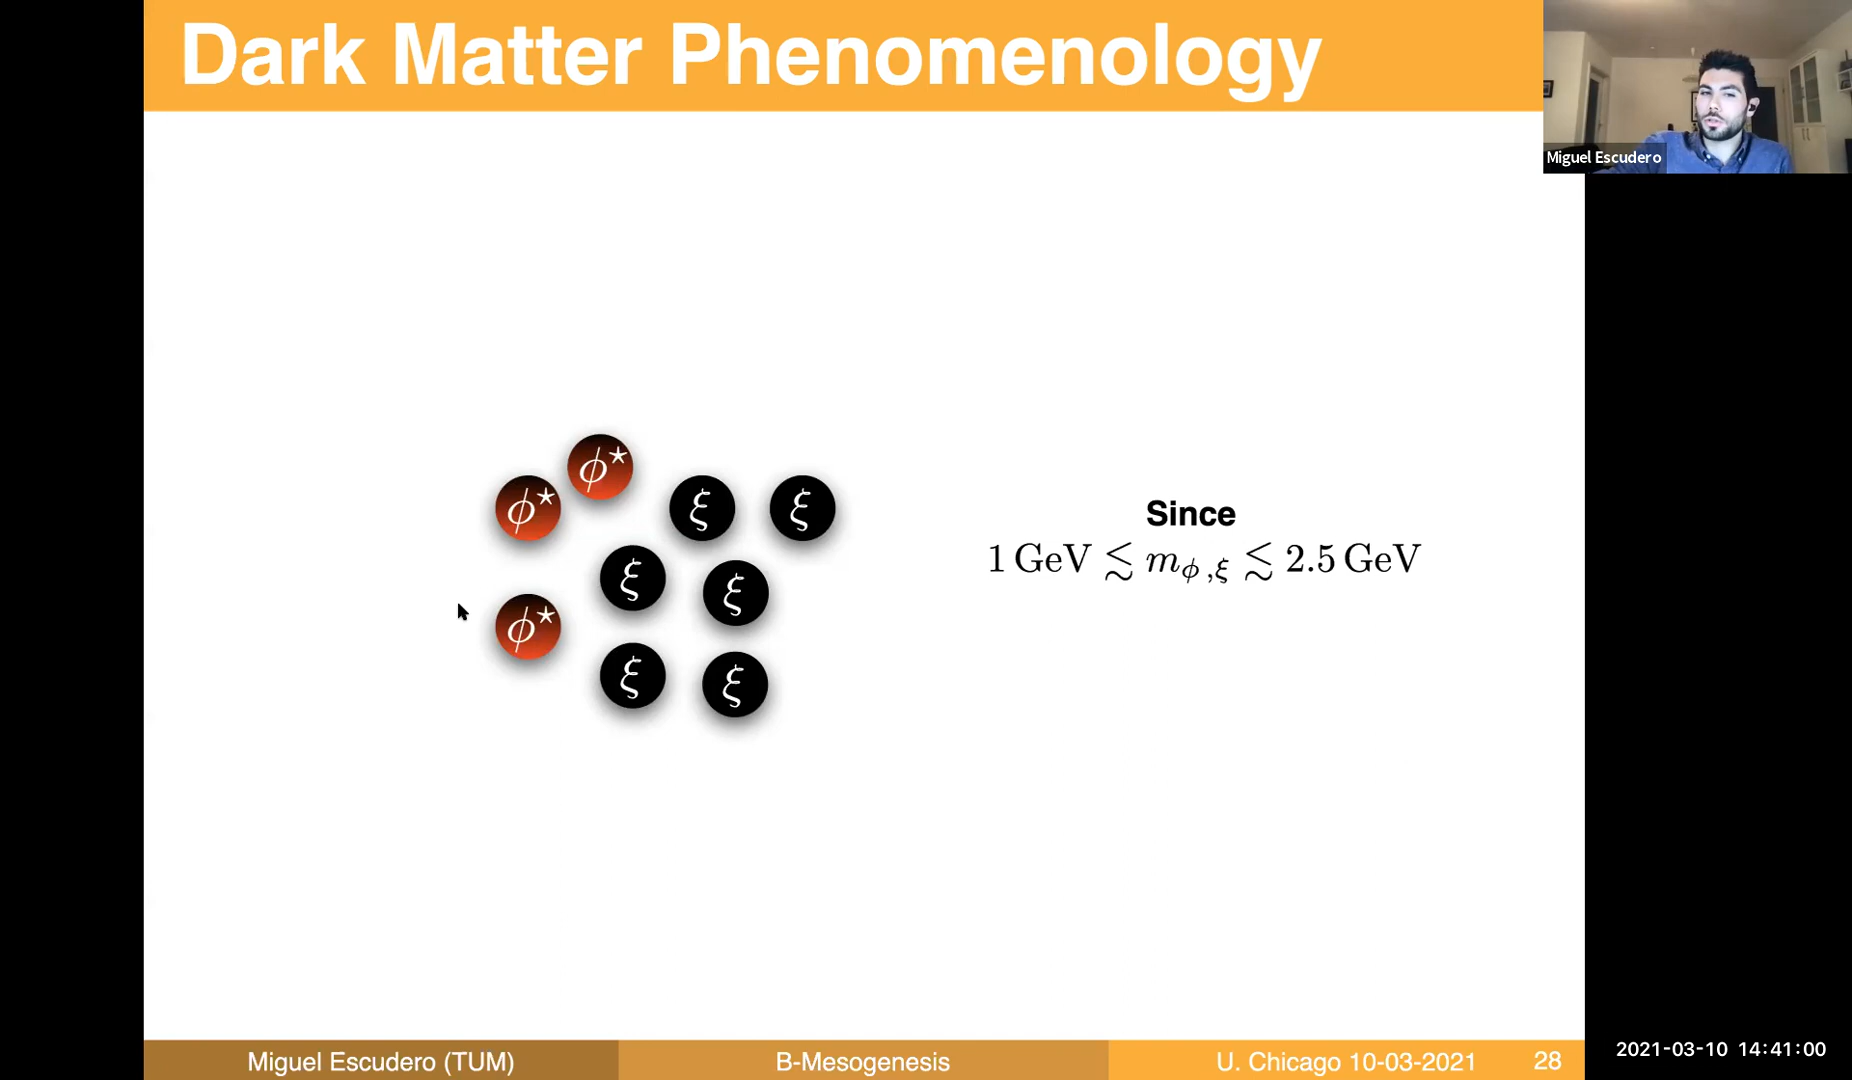 Dark Matter Phenomenology
Miguel Escudero
ϕ*
ϕ*
ξ
ξ
ξ
ξ
ϕ*
ξ
ξ
Since
1 GeV ≲ m_ϕ,ξ ≲ 2.5 GeV
Miguel Escudero (TUM)
B-Mesogenesis
U. Chicago 10-03-2021
28
2021-03-10 14:41:00